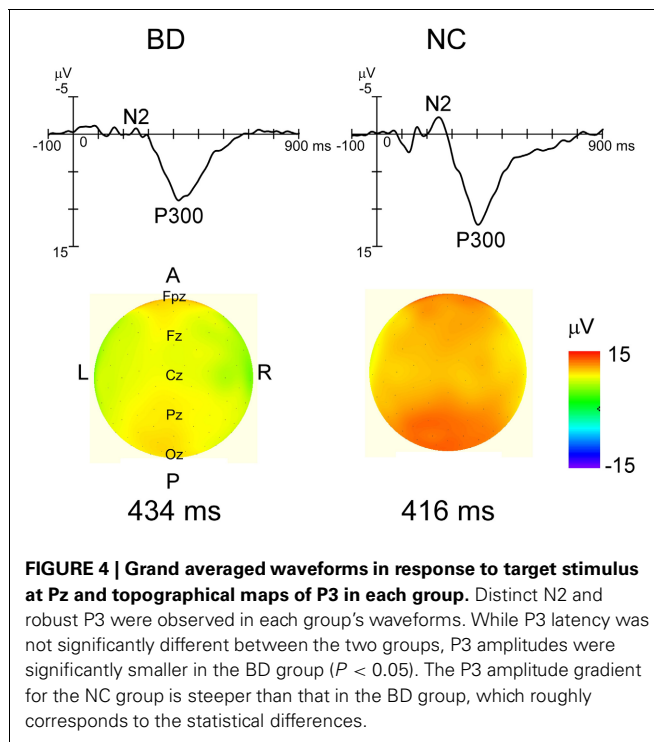 BD NC
μV μV
-5 -5
N2 N2
-100 0 900 ms -100 0 900 ms
P300 P300
15 15
A
Fpz
Fz
L Cz R
Pz
Oz
P
μV
15
-15
434 ms 416 ms
FIGURE 4 | Grand averaged waveforms in response to target stimulus
at Pz and topographical maps of P3 in each group. Distinct N2 and
robust P3 were observed in each group's waveforms. While P3 latency was
not significantly different between the two groups, P3 amplitudes were
significantly smaller in the BD group (P < 0.05). The P3 amplitude gradient
for the NC group is steeper than that in the BD group, which roughly
corresponds to the statistical differences.